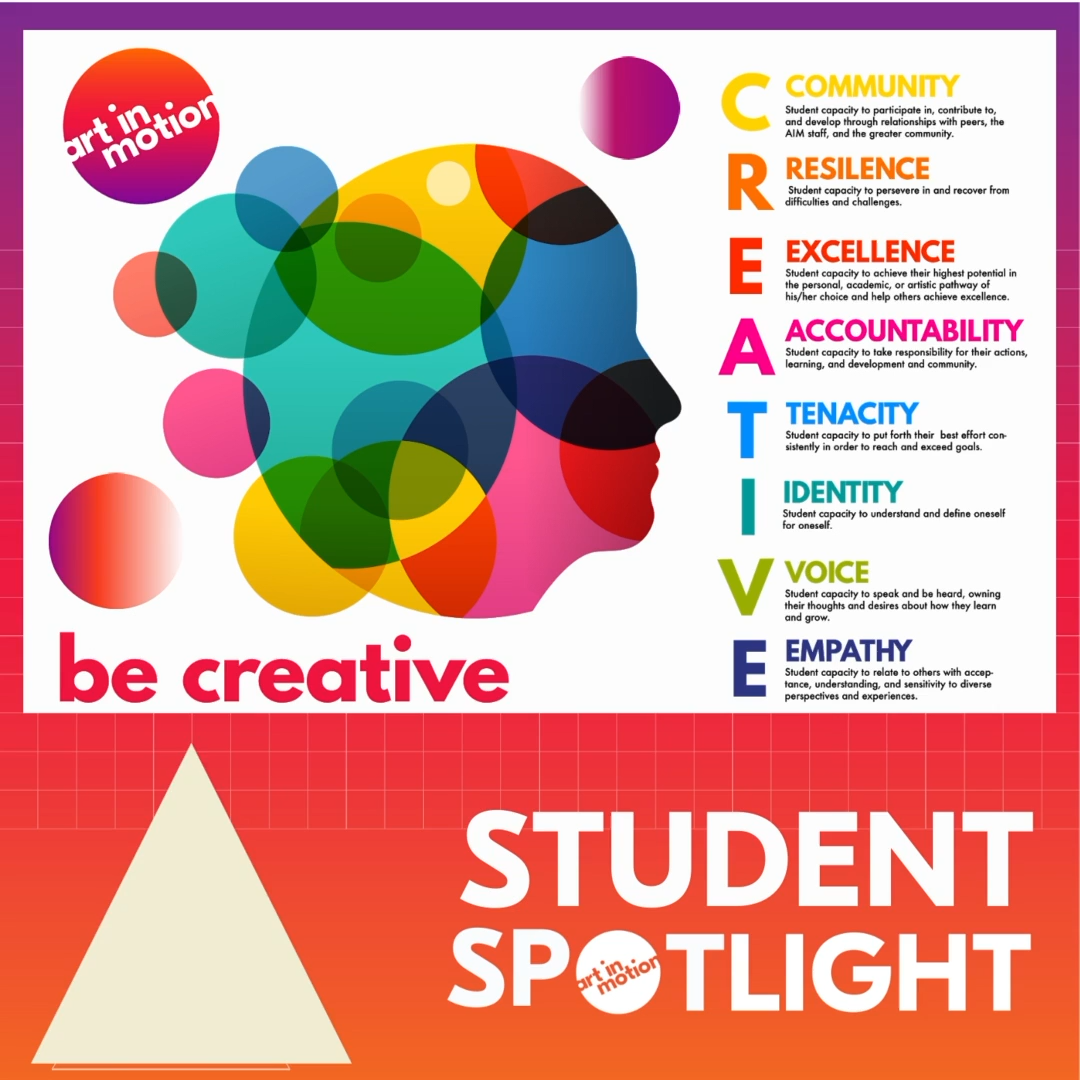 art in
motion
C
COMMUNITY
Student capacity to participate in, contribute to,
and develop through relationships with peers, the
AIM staff, and the greater community.
R
RESILENCE
Student capacity to persevere in and recover from
difficulties and challenges.
E
EXCELLENCE
Student capacity to achieve their highest potential in
the personal, academic, or artistic pathway of
his/her choice and help others achieve excellence.
A
ACCOUNTABILITY
Student capacity to take responsibility for their actions,
learning, and development and community.
T
TENACITY
Student capacity to put forth their best effort con-
sistently in order to reach and exceed goals.
I
IDENTITY
Student capacity to understand and define oneself
for oneself.
V
VOICE
Student capacity to speak and be heard, owning
their thoughts and desires about how they learn
and grow.
E
EMPATHY
Student capacity to relate to others with accep-
tance, understanding, and sensitivity to diverse
perspectives and experiences.
be creative
STUDENT
SPOTLIGHT
art in
motion